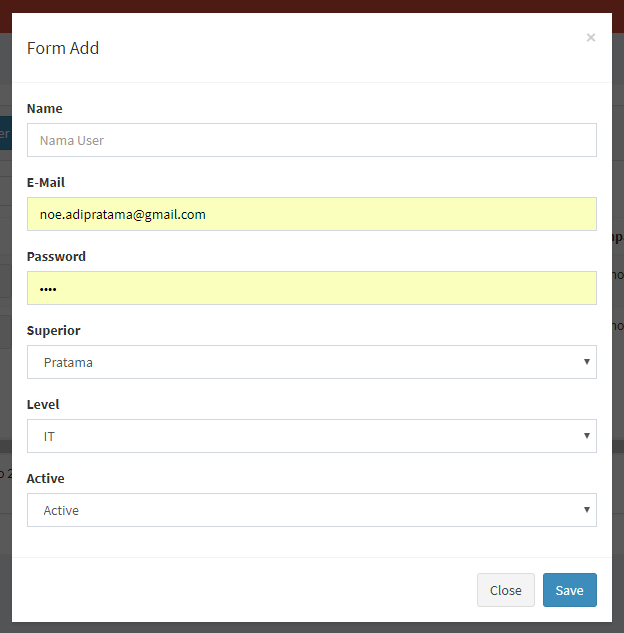 Form Add
×
Name
Nama User
E-Mail
noe.adipratama@gmail.com
Password
••••
Superior
Pratama
Level
IT
Active
Active
Close
Save